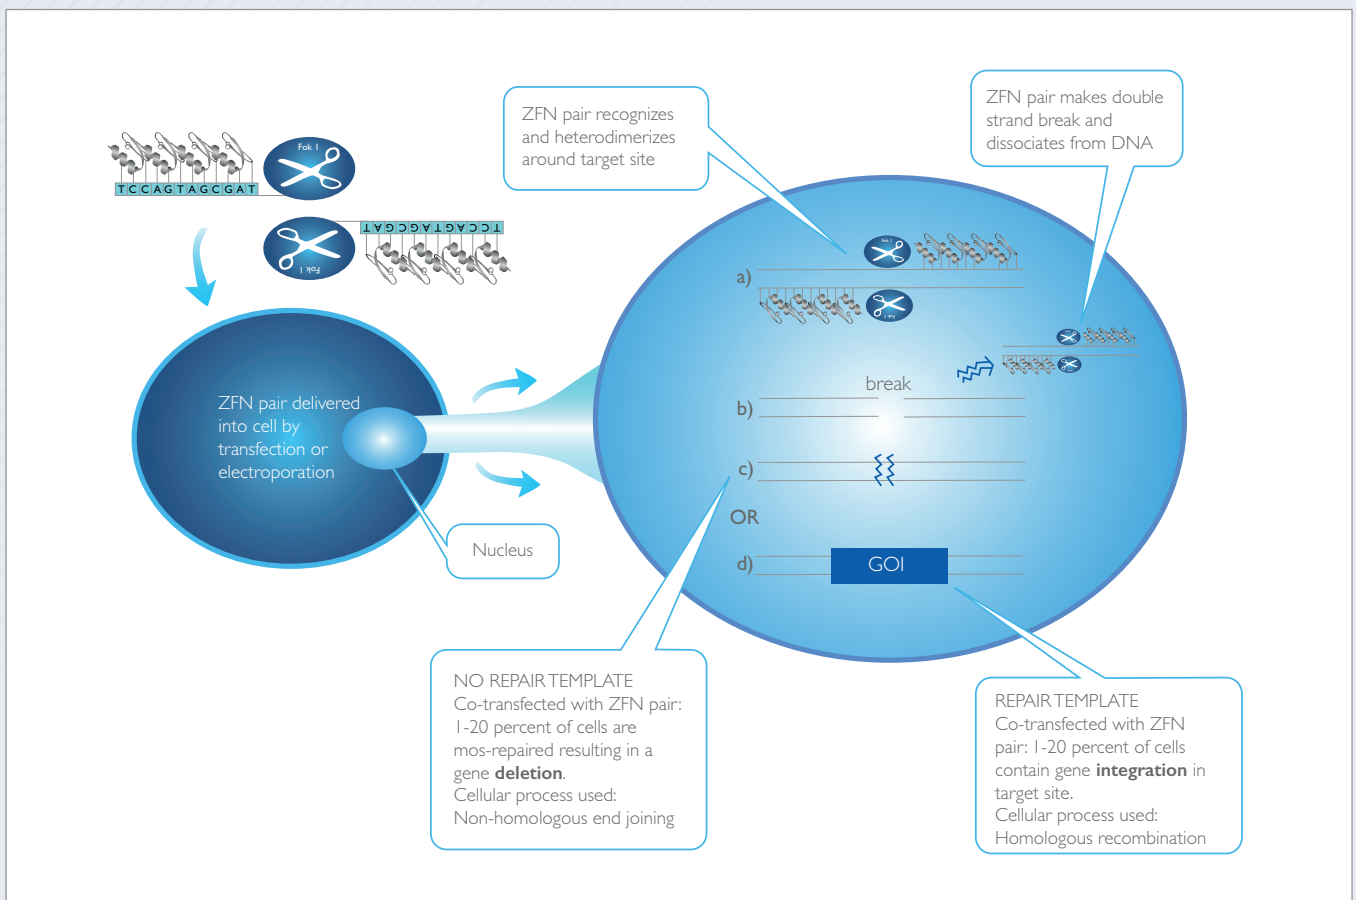 ZFN pair recognizes
and heterodimerizes
around target site
ZFN pair makes double
strand break and
dissociates from DNA
Fok I
TCCAGTAGCGAT
TCCAGTAGCGAT
Fok I
Fok I
a)
Fok I
ZFN pair delivered
into cell by
transfection or
electroporation
break
b)
c)
OR
d)
GOI
Nucleus
NO REPAIR TEMPLATE
Co-transfected with ZFN pair:
1-20 percent of cells are
mos-repaired resulting in a
gene deletion.
Cellular process used:
Non-homologous end joining
REPAIR TEMPLATE
Co-transfected with ZFN
pair: 1-20 percent of cells
contain gene integration in
target site.
Cellular process used:
Homologous recombination